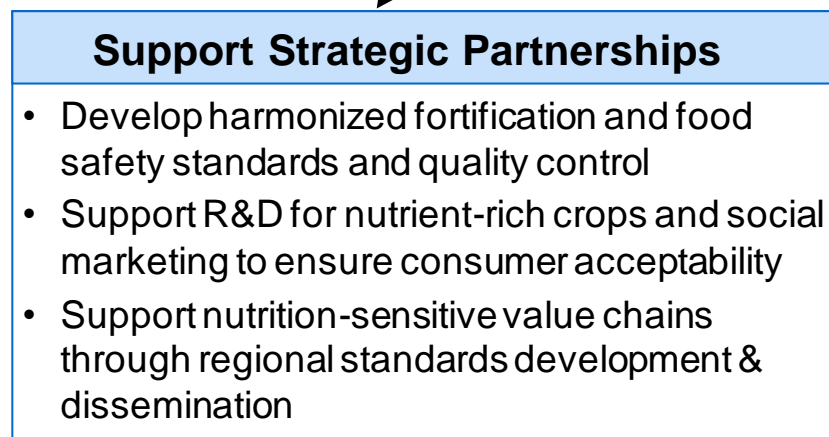 Support Strategic Partnerships
• Develop harmonized fortification and food
safety standards and quality control
• Support R&D for nutrient-rich crops and social
marketing to ensure consumer acceptability
• Support nutrition-sensitive value chains
through regional standards development &
dissemination